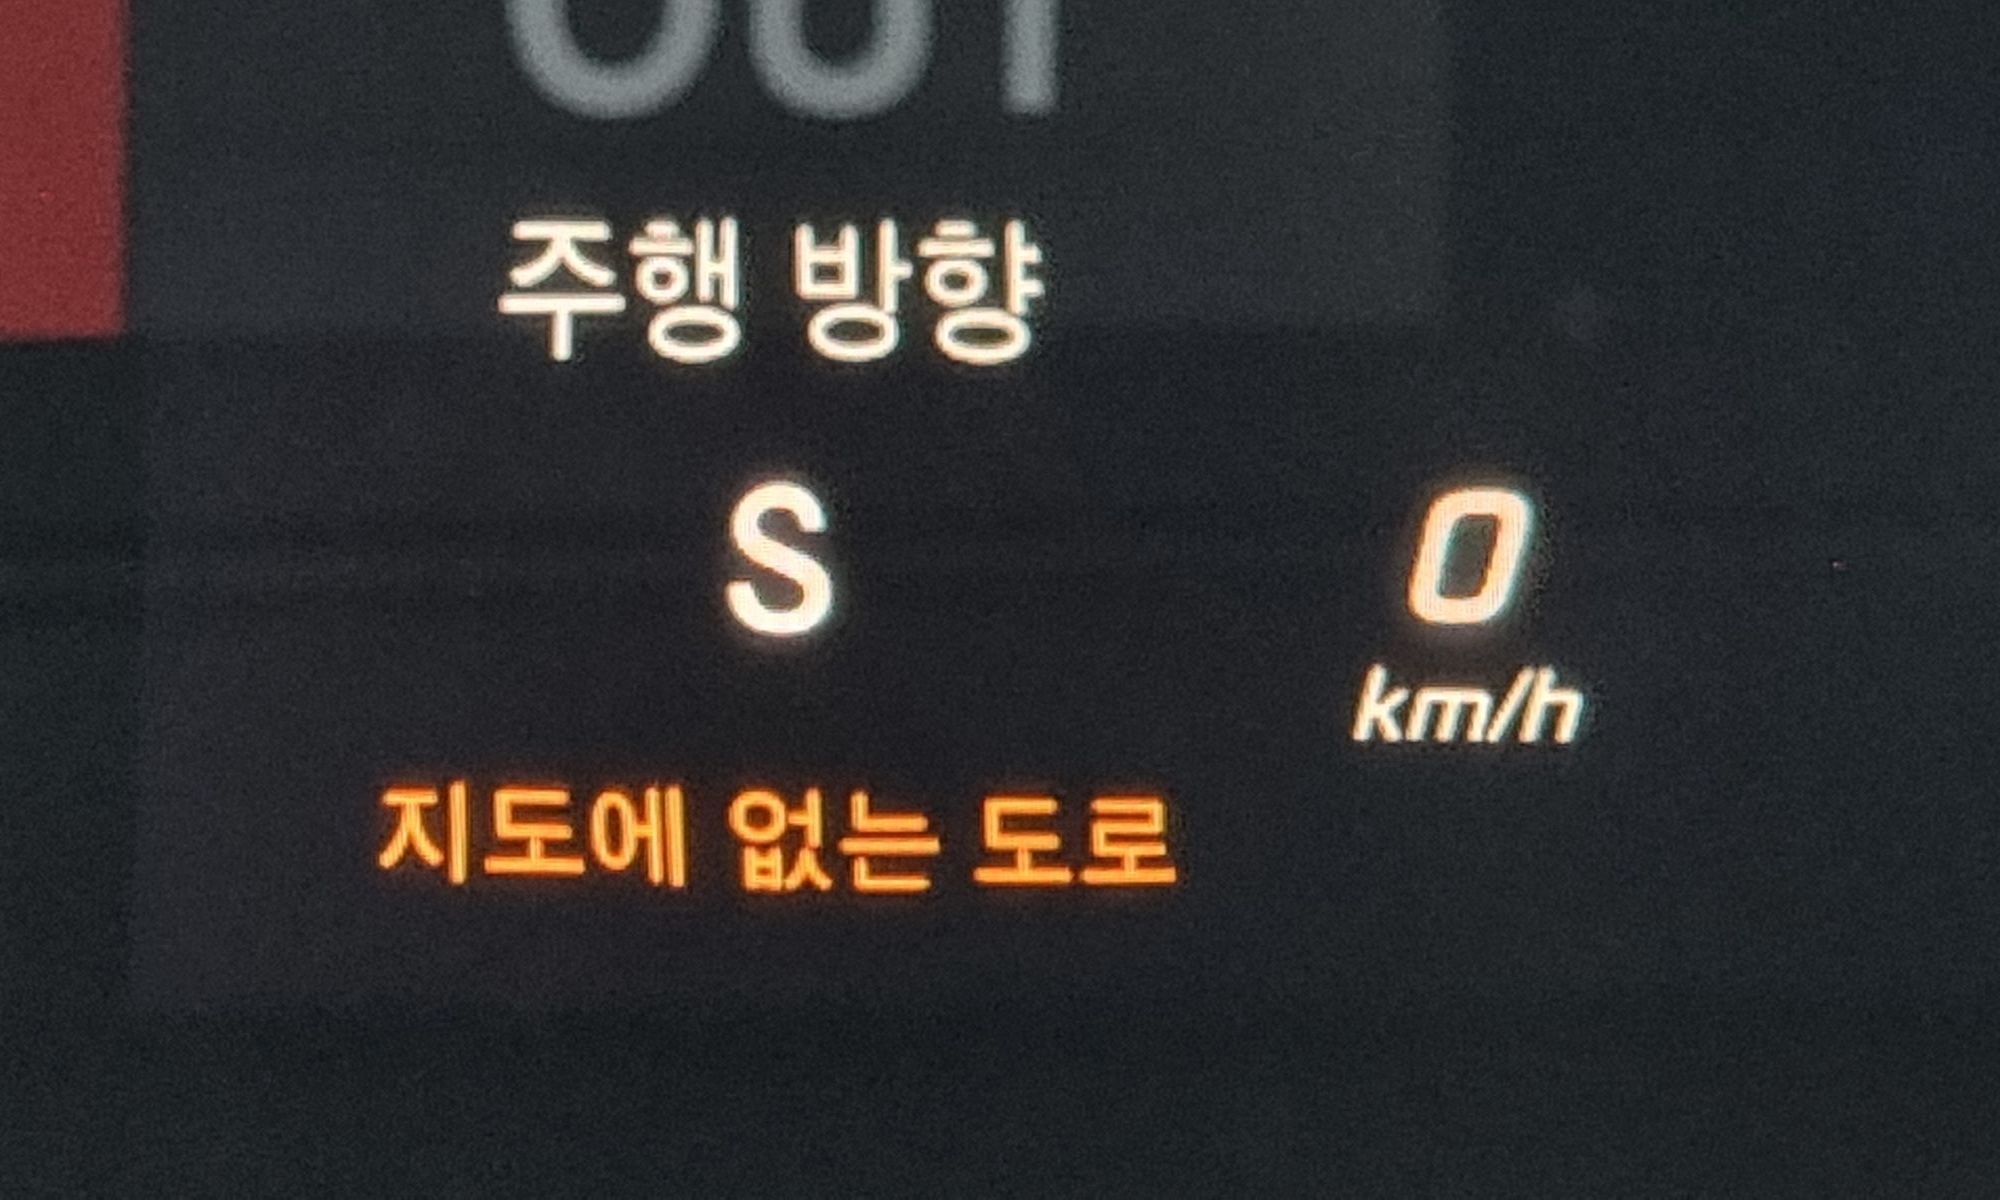 주행 방향
S
0
km/h
지도에 없는 도로